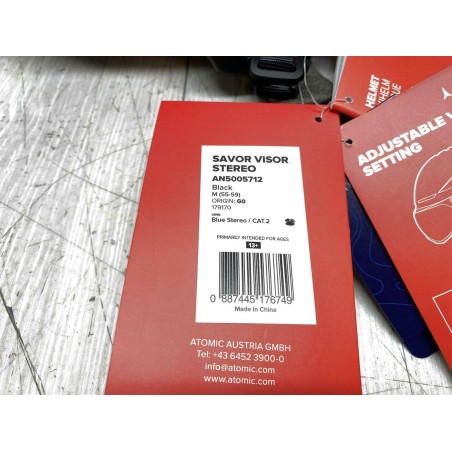 SAVOR VISOR
STEREO
AN5005712
Black
M (55-59)
ORIGIN: G0
179170
Blue Stereo / CAT.2
PRIMARILY INTENDED FOR AGES:
13+
0 887445 176749
Made in China
ATOMIC AUSTRIA GMBH
Tel: +43 6452 3900-0
info@atomic.com
www.atomic.com
HELMET
ADJUSTABLE
SETTING